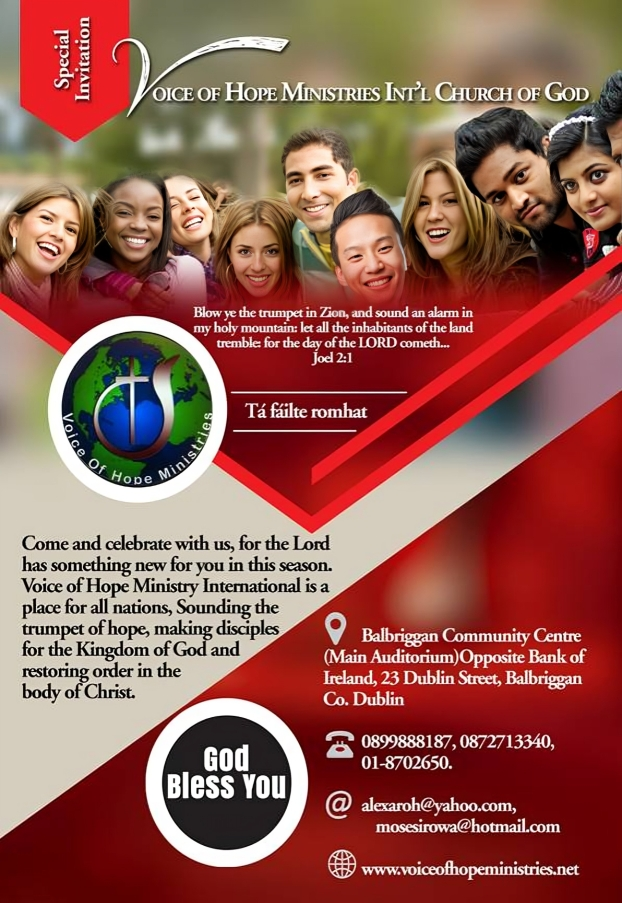 Special
Invitation
Voice of Hope Ministries Int'l Church of God
Blow ye the trumpet in Zion, and sound an alarm in
my holy mountain: let all the inhabitants of the land
tremble: for the day of the LORD cometh...
Joel 2:1
Voice Of Hope Ministries
Tá fáilte romhat
Come and celebrate with us, for the Lord
has something new for you in this season.
Voice of Hope Ministry International is a
place for all nations, Sounding the
trumpet of hope, making disciples
for the Kingdom of God and
restoring order in the
body of Christ.
Balbriggan Community Centre
(Main Auditorium)Opposite Bank of
Ireland, 23 Dublin Street, Balbriggan
Co. Dublin
0899888187, 0872713340,
01-8702650.
@ alexaroh@yahoo.com,
mosesirowa@hotmail.com
www.voiceofhopeministries.net
God
Bless You